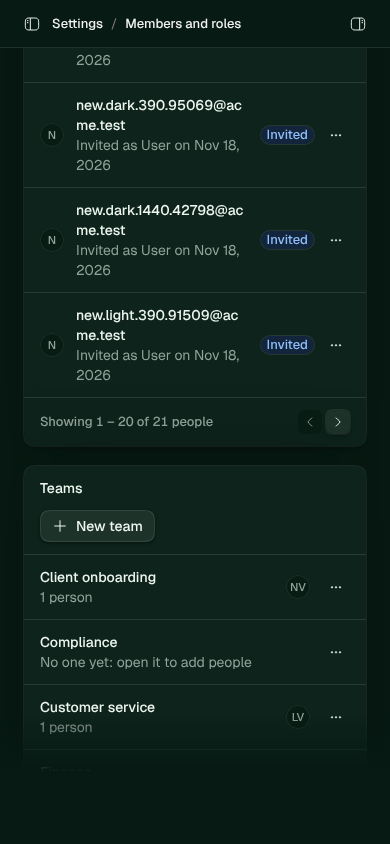 Settings / Members and roles
2026
new.dark.390.95069@ac
me.test
N
Invited as User on Nov 18,
2026
Invited
new.dark.1440.42798@ac
me.test
N
Invited as User on Nov 18,
2026
Invited
new.light.390.91509@ac
me.test
N
Invited as User on Nov 18,
2026
Invited
Showing 1 – 20 of 21 people
Teams
New team
Client onboarding
1 person
NV
Compliance
No one yet: open it to add people
Customer service
1 person
LV